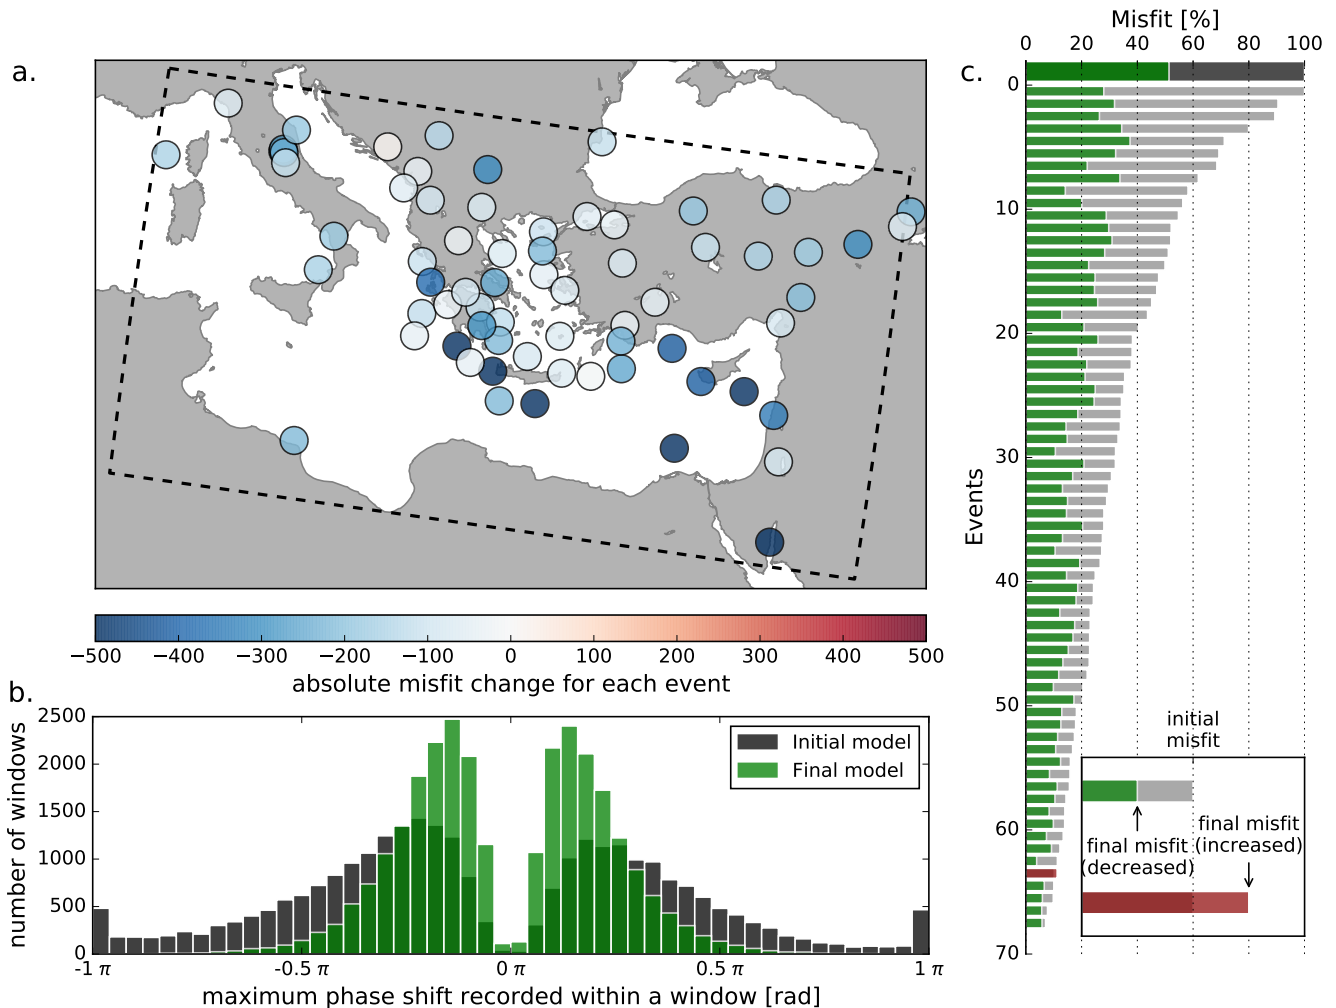 a.
−500 −400 −300 −200 −100 0 100 200 300 400 500
absolute misfit change for each event
b.
2500
2000
1500
1000
500
0
number of windows
Initial model
Final model
-1 π -0.5 π 0 π 0.5 π 1 π
maximum phase shift recorded within a window [rad]
c.
Misfit [%]
0 20 40 60 80 100
0
10
20
30
40
50
60
70
Events
initial
misfit
final misfit
(decreased)
final misfit
(increased)